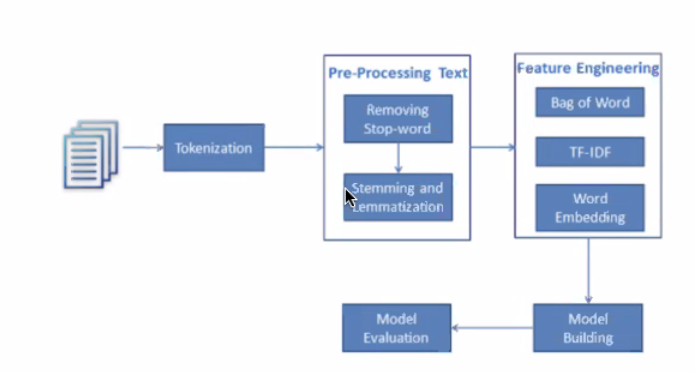 Pre-Processing Text
Feature Engineering
Tokenization
Removing
Stop-word
Stemming and
Lemmatization
Bag of Word
TF-IDF
Word
Embedding
Model
Building
Model
Evaluation